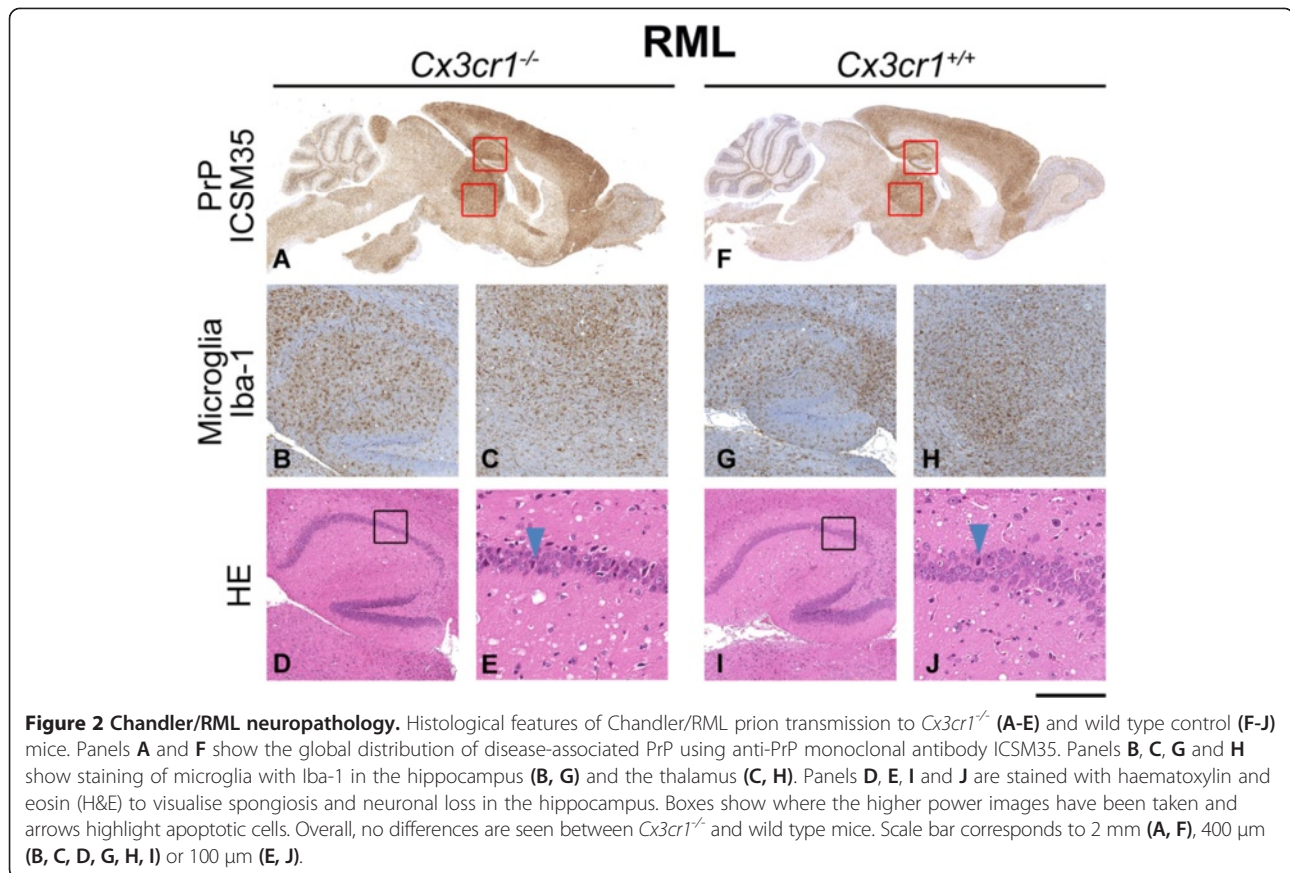 RML
Cx3cr1-/-
Cx3cr1+/+
PrP
ICSM35
A
F
Microglia
Iba-1
B
C
G
H
HE
D
E
I
J
Figure 2 Chandler/RML neuropathology. Histological features of Chandler/RML prion transmission to Cx3cr1-/- (A-E) and wild type control (F-J)
mice. Panels A and F show the global distribution of disease-associated PrP using anti-PrP monoclonal antibody ICSM35. Panels B, C, G and H
show staining of microglia with Iba-1 in the hippocampus (B, G) and the thalamus (C, H). Panels D, E, I and J are stained with haematoxylin and
eosin (H&E) to visualise spongiosis and neuronal loss in the hippocampus. Boxes show where the higher power images have been taken and
arrows highlight apoptotic cells. Overall, no differences are seen between Cx3cr1-/- and wild type mice. Scale bar corresponds to 2 mm (A, F), 400 μm
(B, C, D, G, H, I) or 100 μm (E, J).